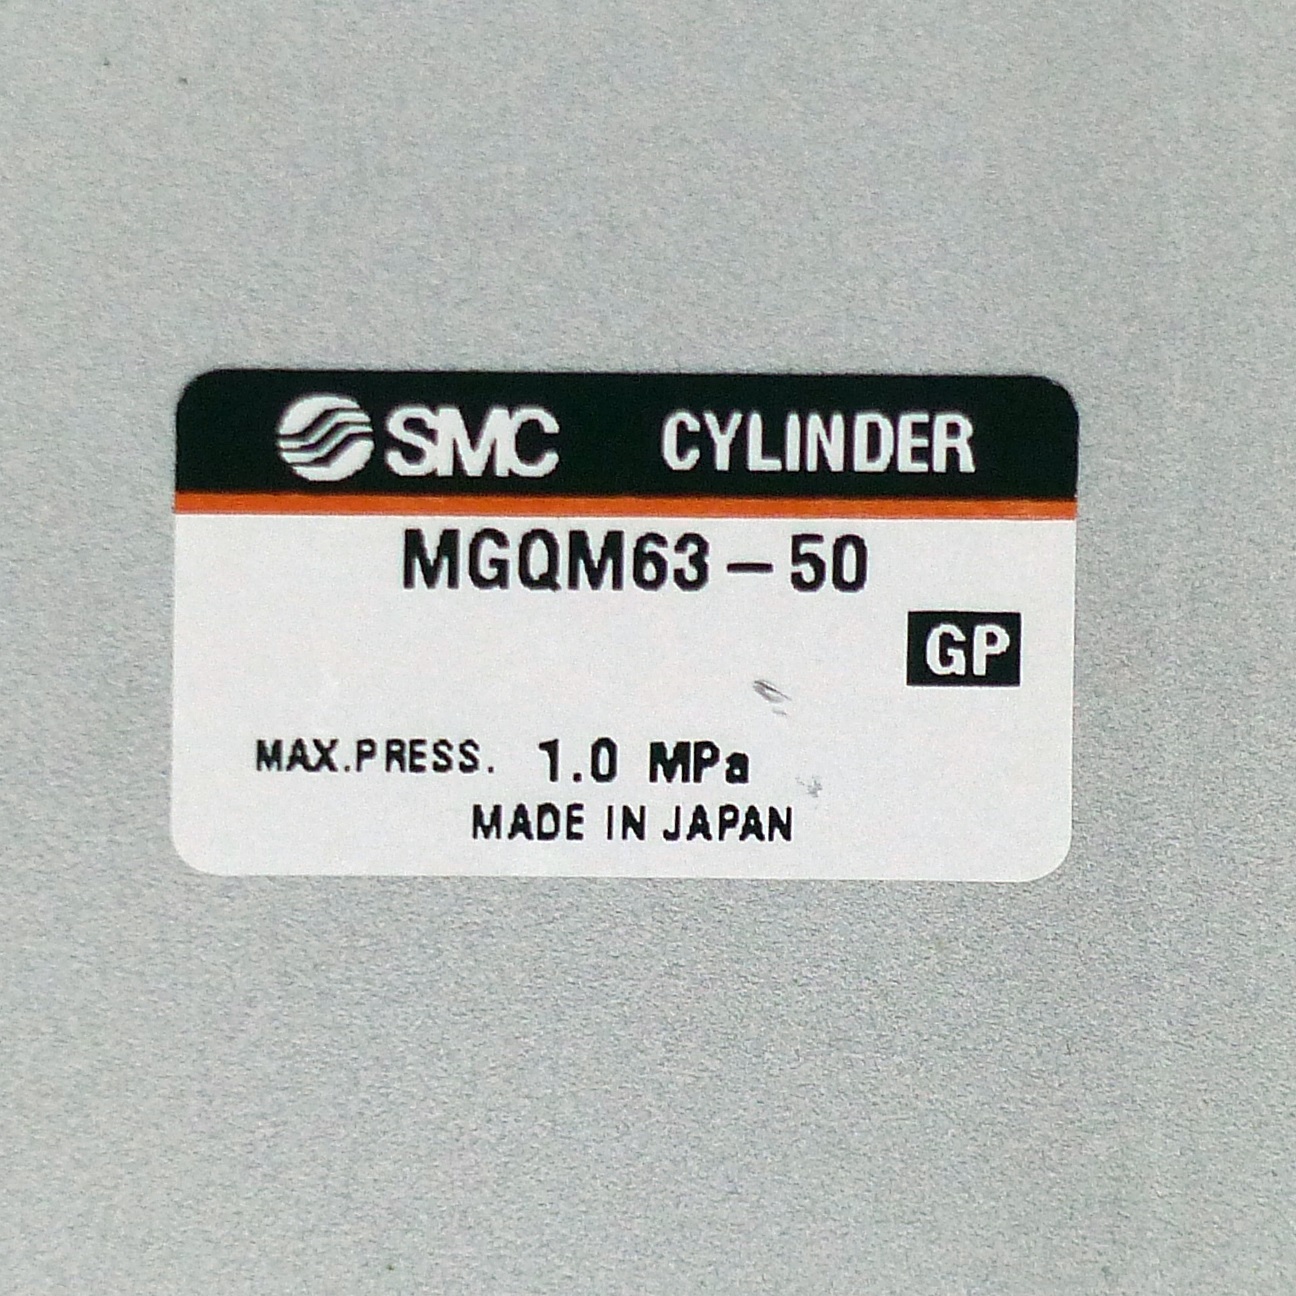 SMC CYLINDER
MGQM63-50
GP
MAX.PRESS. 1.0 MPa
MADE IN JAPAN